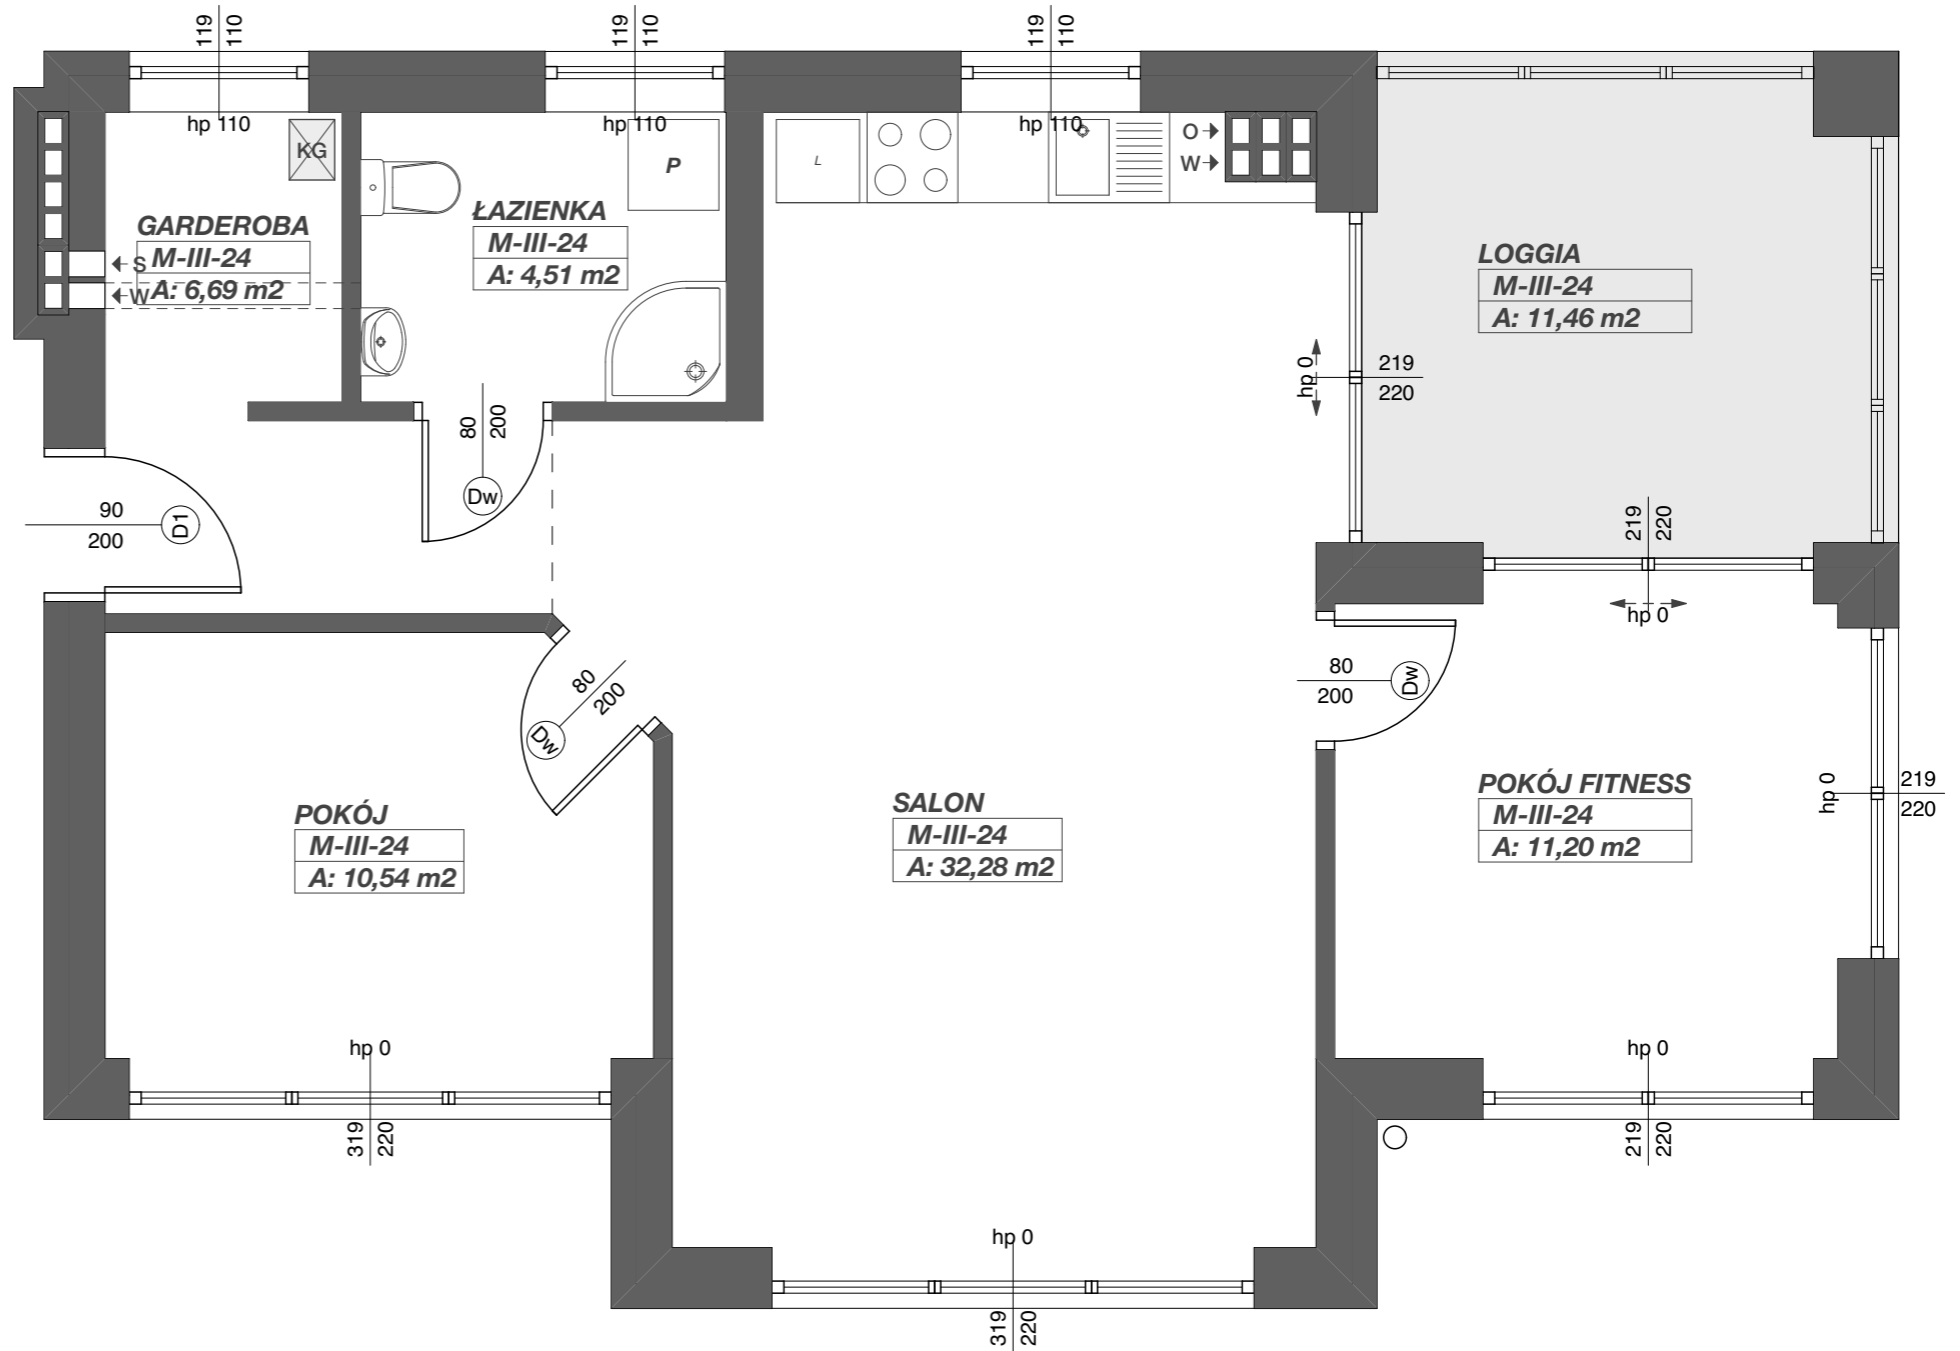 119
110
119
110
119
110
hp 110
hp 110
hp 110
KG
P
L
O
W
GARDEROBA
M-III-24
A: 6,69 m2
S
W
ŁAZIENKA
M-III-24
A: 4,51 m2
LOGGIA
M-III-24
A: 11,46 m2
hp 0
219
220
80
200
Dw
90
200
D1
219
220
hp 0
80
200
Dw
80
200
Dw
POKÓJ
M-III-24
A: 10,54 m2
SALON
M-III-24
A: 32,28 m2
POKÓJ FITNESS
M-III-24
A: 11,20 m2
hp 0
219
220
hp 0
319
220
hp 0
219
220
hp 0
319
220